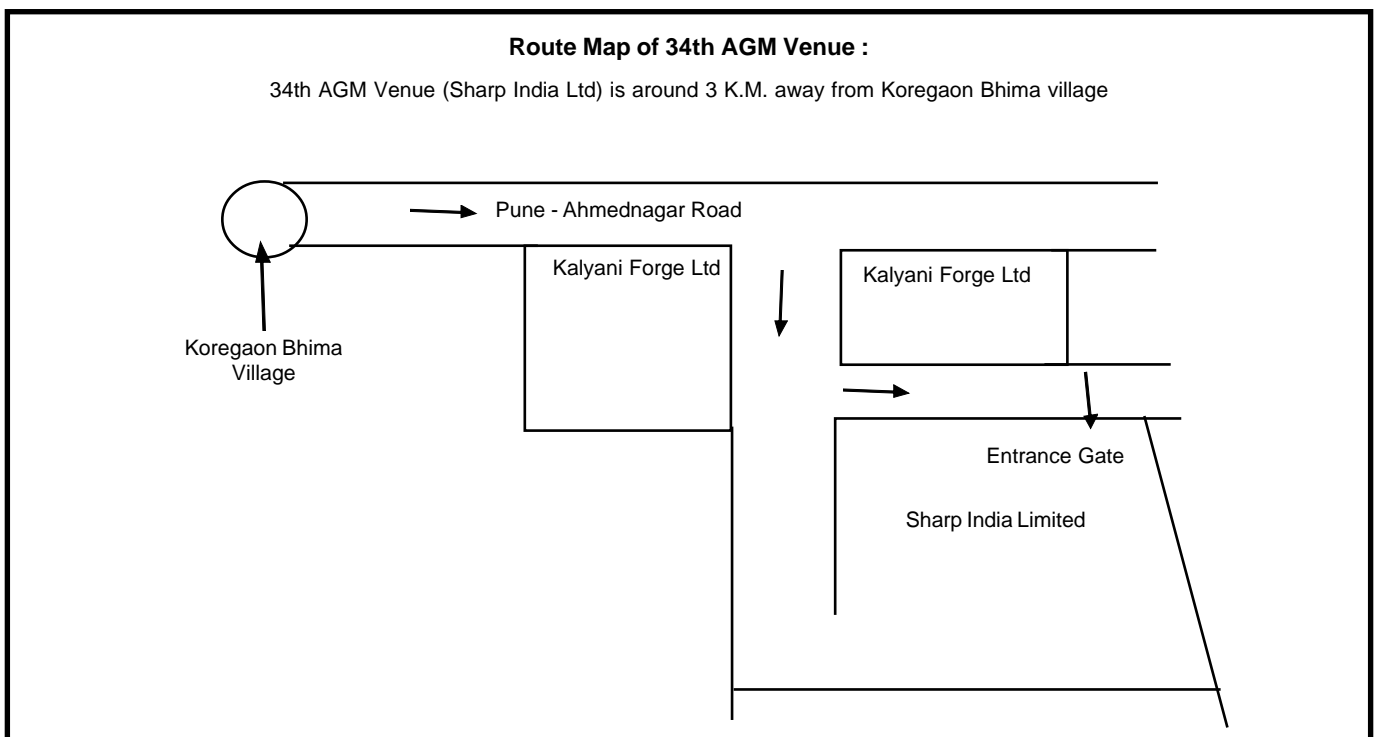 Route Map of 34th AGM Venue :
34th AGM Venue (Sharp India Ltd) is around 3 K.M. away from Koregaon Bhima village
Pune - Ahmednagar Road
Kalyani Forge Ltd
Kalyani Forge Ltd
Koregaon Bhima
Village
Entrance Gate
Sharp India Limited